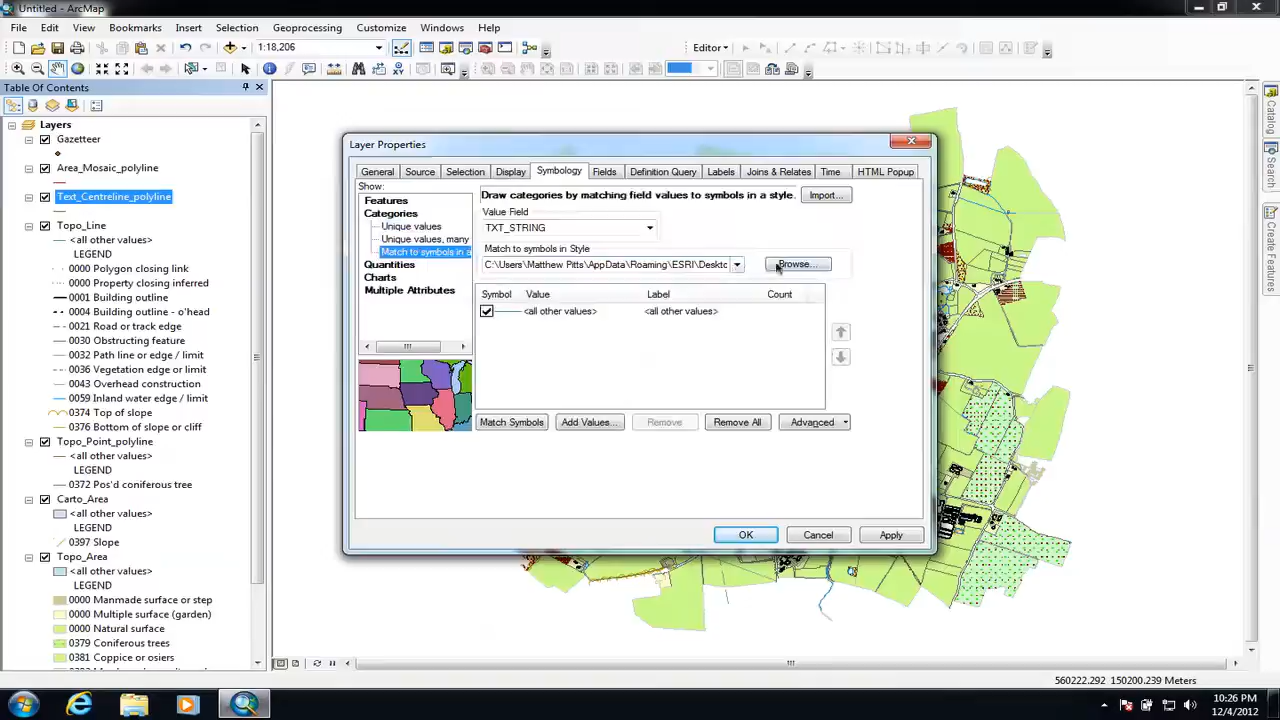 Untitled - ArcMap
File Edit View Bookmarks Insert Selection Geoprocessing Customize Windows Help
1:18,206
Editor
Table Of Contents
Layers
Gazetteer
Area_Mosaic_polyline
Text_Centreline_polyline
Topo_Line
<all other values>
LEGEND
0000 Polygon closing link
0000 Property closing inferred
0001 Building outline
0004 Building outline - o'head
0021 Road or track edge
0030 Obstructing feature
0032 Path line or edge / limit
0036 Vegetation edge or limit
0043 Overhead construction
0059 Inland water edge / limit
0374 Top of slope
0376 Bottom of slope or cliff
Topo_Point_polyline
<all other values>
LEGEND
0372 Pos'd coniferous tree
Carto_Area
<all other values>
LEGEND
0397 Slope
Topo_Area
<all other values>
LEGEND
0000 Manmade surface or step
0000 Multiple surface (garden)
0000 Natural surface
0379 Coniferous trees
0381 Coppice or osiers
Layer Properties
General Source Selection Display Symbology Fields Definition Query Labels Joins & Relates Time HTML Popup
Show:
Features
Categories
Unique values
Unique values, many
Match to symbols in a
Quantities
Charts
Multiple Attributes
Draw categories by matching field values to symbols in a style.
Import...
Value Field
TXT_STRING
Match to symbols in Style
C:\Users\Matthew Pitts\AppData\Roaming\ESRI\Deskto
Browse...
Symbol Value Label Count
<all other values> <all other values>
Match Symbols Add Values... Remove Remove All Advanced
OK Cancel Apply
Catalog
Search
Create Features
560222.292 150200.239 Meters
10:26 PM
12/4/2012